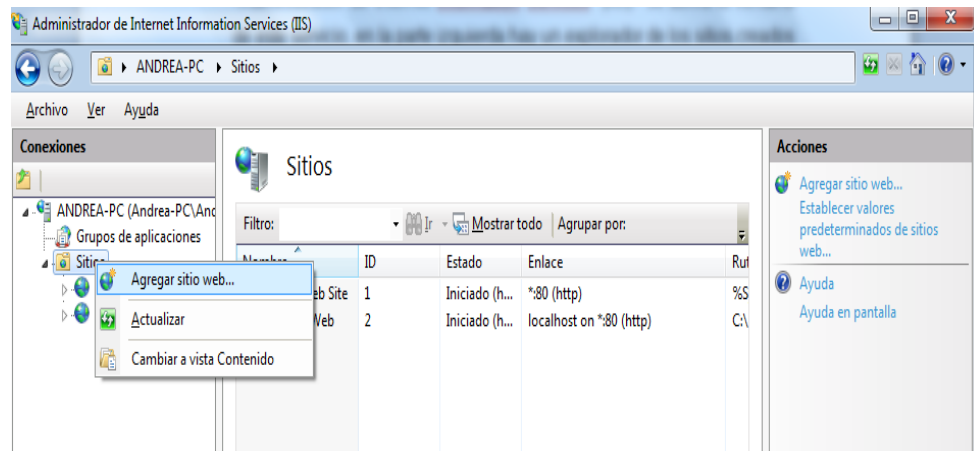 Administrador de Internet Information Services (IIS)
ANDREA-PC Sitios
Archivo Ver Ayuda
Conexiones
ANDREA-PC (Andrea-PC\And
Grupos de aplicaciones
Sitios
Agregar sitio web...
Actualizar
Cambiar a vista Contenido
Sitios
Filtro: Ir Mostrar todo Agrupar por:
Nombre ID Estado Enlace Rut
eb Site 1 Iniciado (h... *:80 (http) %S
Web 2 Iniciado (h... localhost on *:80 (http) C:\
Acciones
Agregar sitio web...
Establecer valores
predeterminados de sitios
web...
Ayuda
Ayuda en pantalla